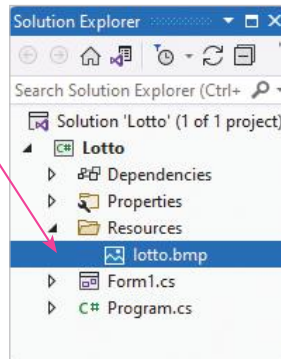 Solution Explorer
Search Solution Explorer (Ctrl+
Solution 'Lotto' (1 of 1 project)
C# Lotto
Dependencies
Properties
Resources
lotto.bmp
Form1.cs
C# Program.cs